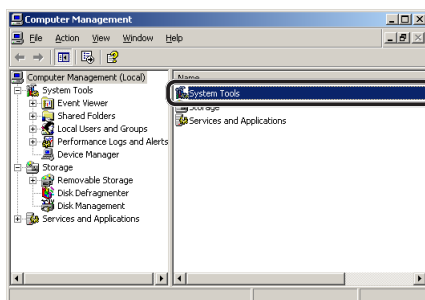 Computer Management
File Action View Window Help
Computer Management (Local)
System Tools
Event Viewer
Shared Folders
Local Users and Groups
Performance Logs and Alerts
Device Manager
Storage
Removable Storage
Disk Defragmenter
Disk Management
Services and Applications
Name
System Tools
Storage
Services and Applications